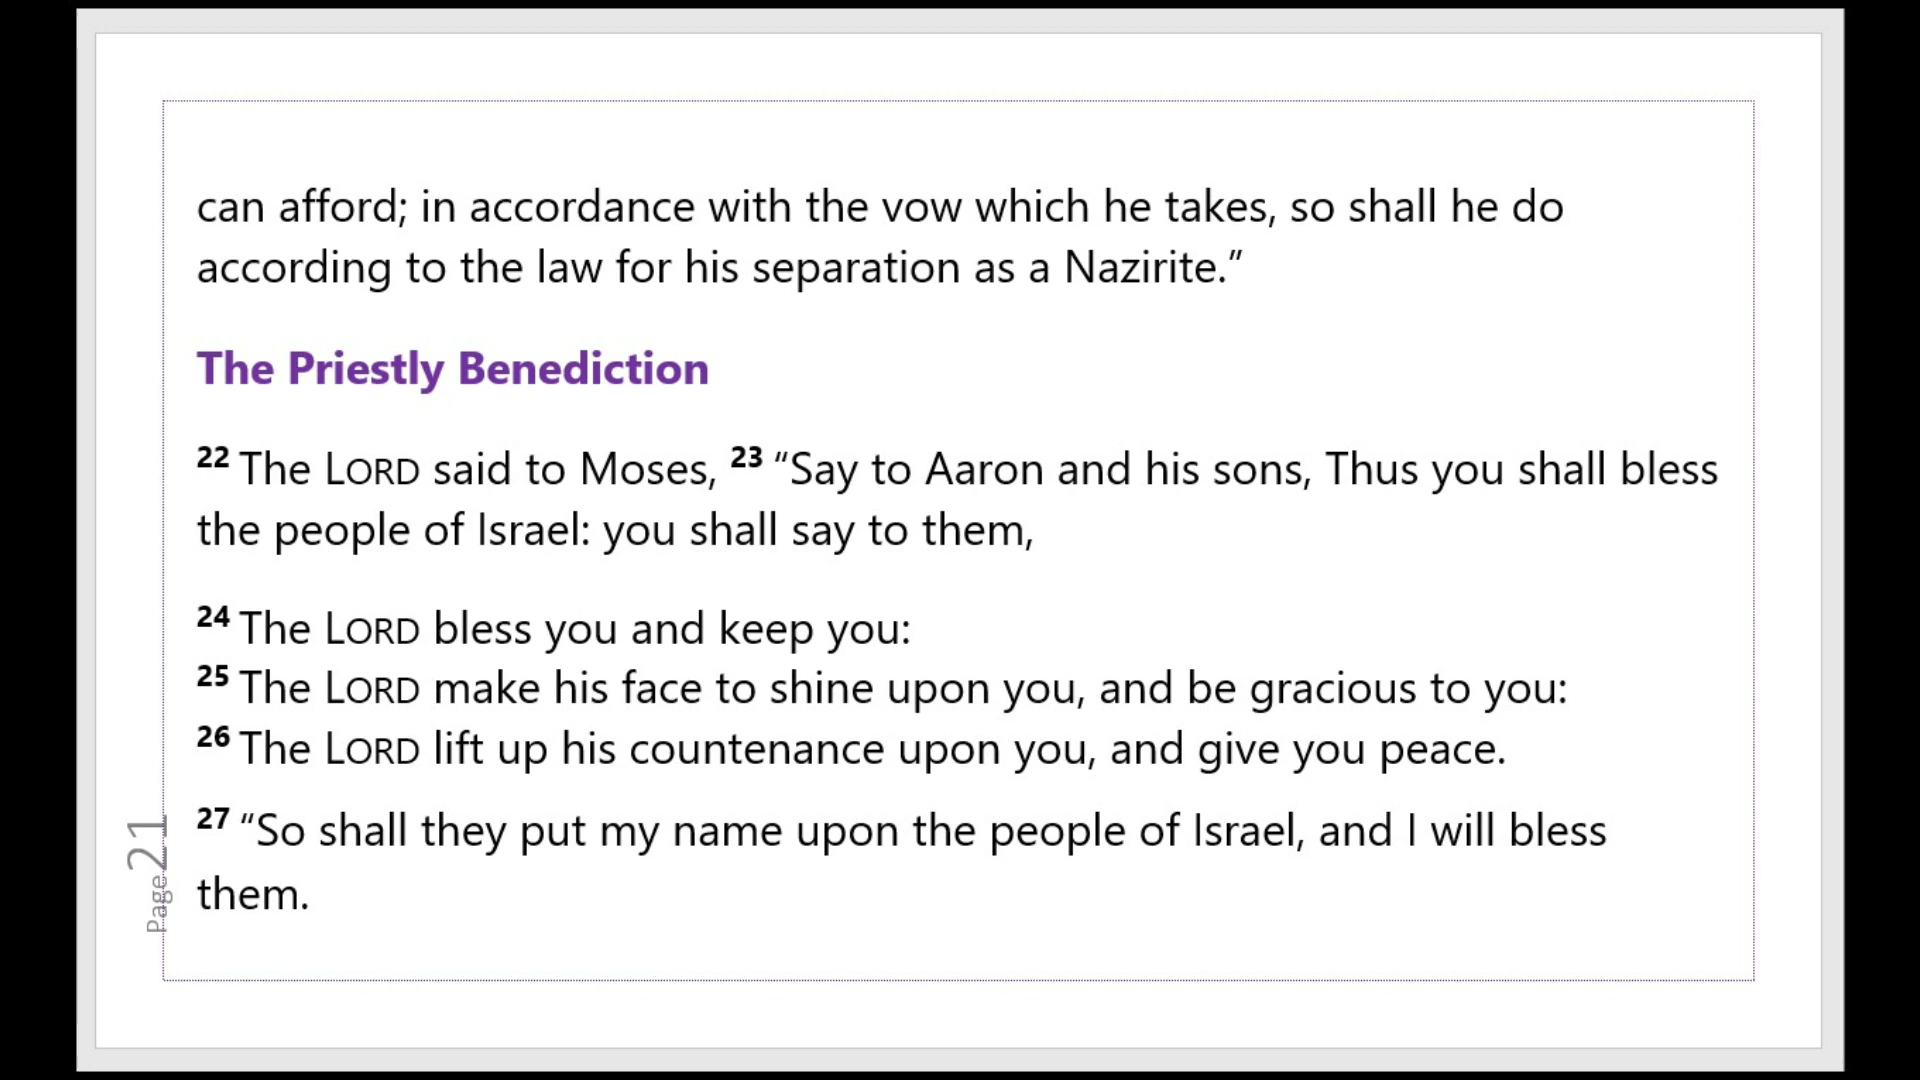 can afford; in accordance with the vow which he takes, so shall he do
according to the law for his separation as a Nazirite.”
The Priestly Benediction
22 The LORD said to Moses, 23 “Say to Aaron and his sons, Thus you shall bless
the people of Israel: you shall say to them,
24 The LORD bless you and keep you:
25 The LORD make his face to shine upon you, and be gracious to you:
26 The LORD lift up his countenance upon you, and give you peace.
27 “So shall they put my name upon the people of Israel, and I will bless
them.
Page 21